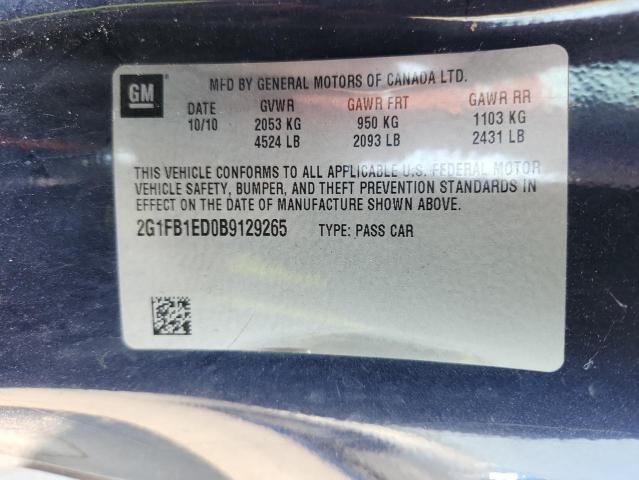 GM
MFD BY GENERAL MOTORS OF CANADA LTD.
DATE GVWR GAWR FRT GAWR RR
10/10 2053 KG 950 KG 1103 KG
4524 LB 2093 LB 2431 LB
THIS VEHICLE CONFORMS TO ALL APPLICABLE U.S. FEDERAL MOTOR
VEHICLE SAFETY, BUMPER, AND THEFT PREVENTION STANDARDS IN
EFFECT ON THE DATE OF MANUFACTURE SHOWN ABOVE.
2G1FB1ED0B9129265 TYPE: PASS CAR